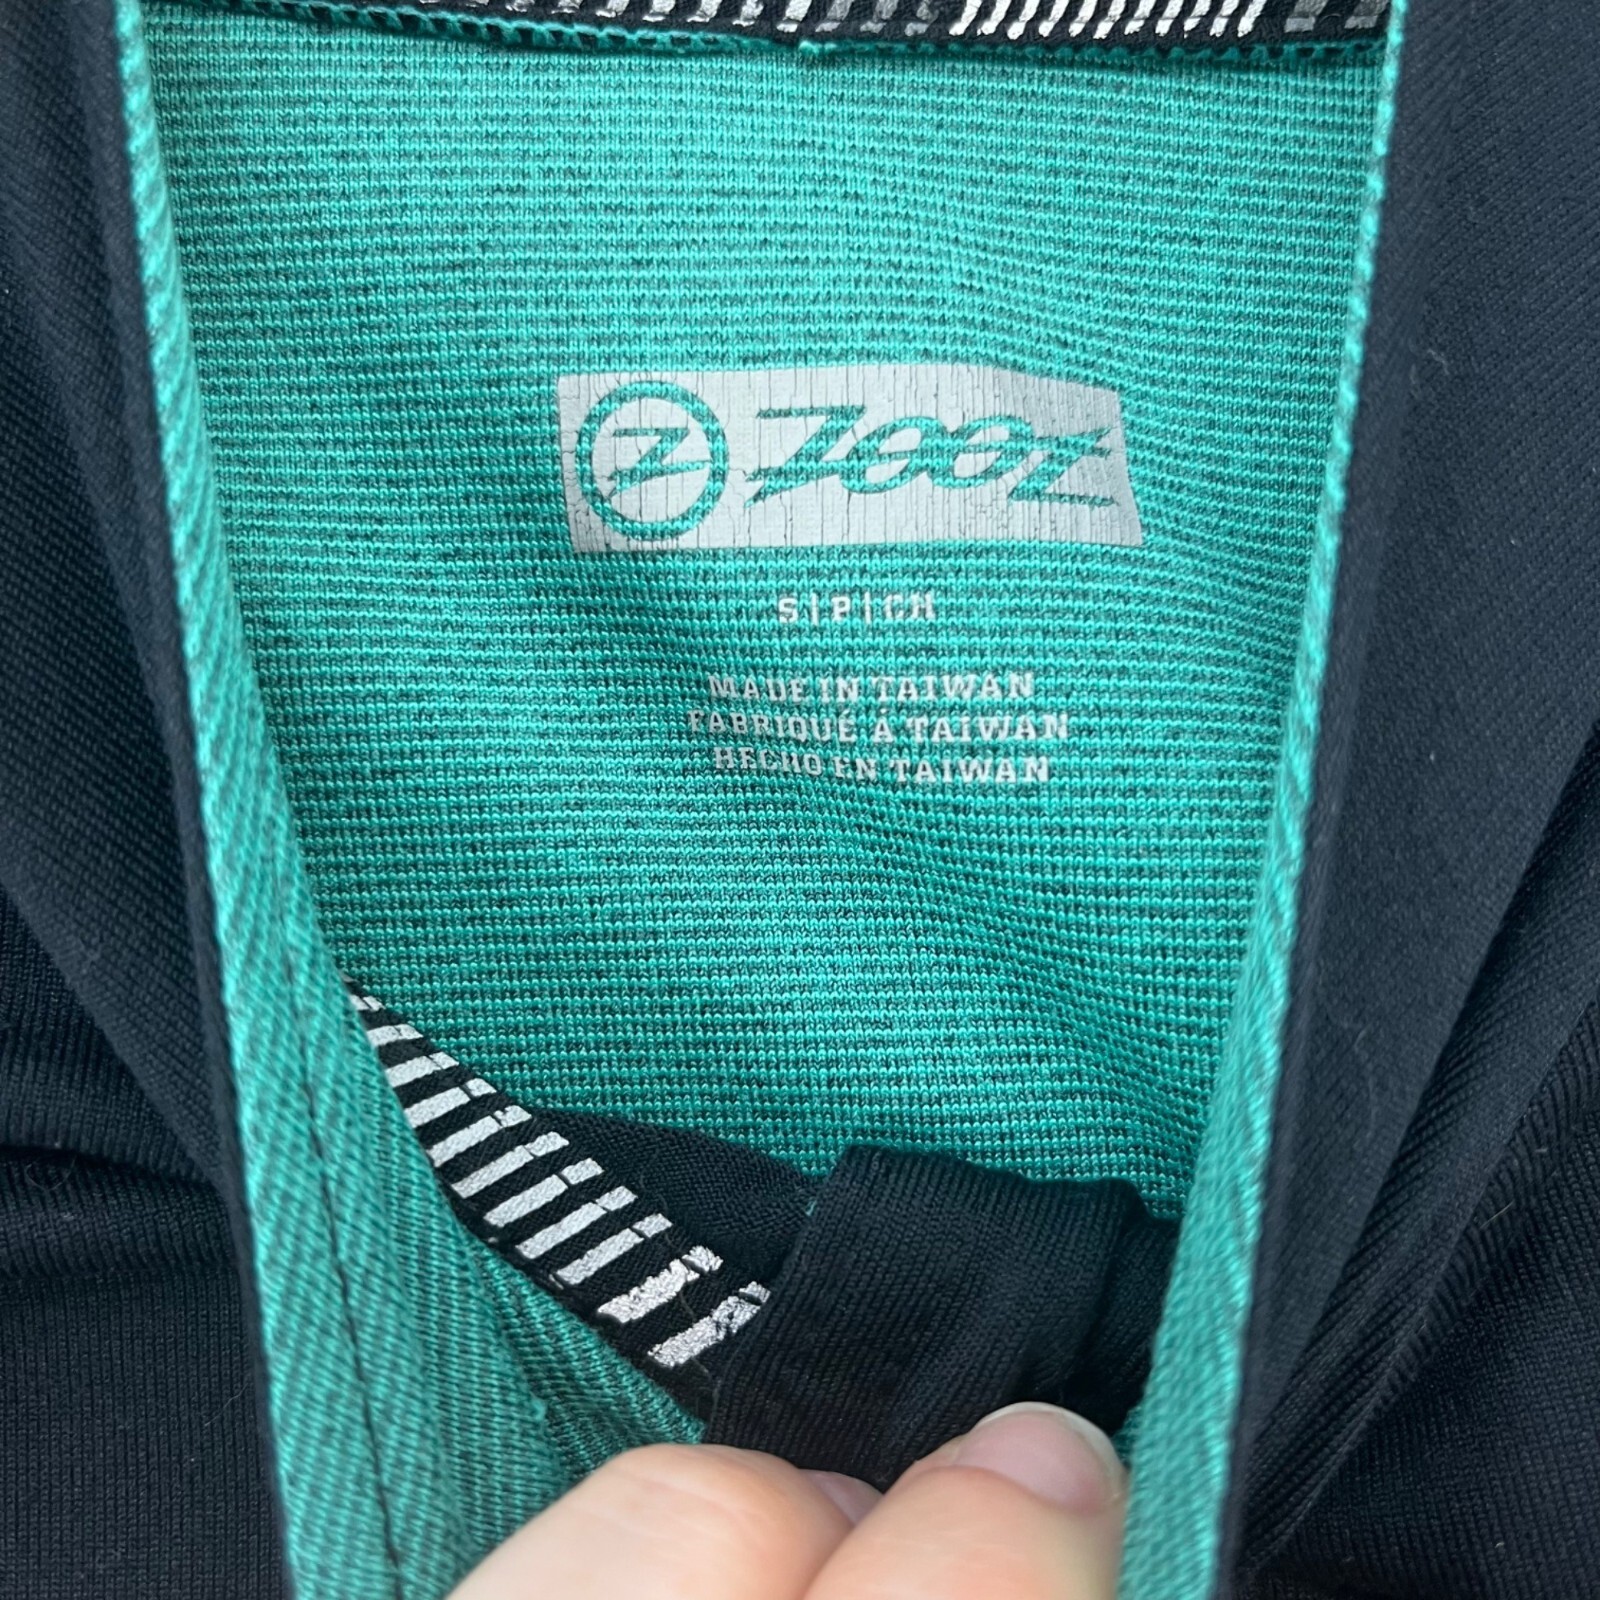 Z ZOOT
S|P|CH
MADE IN TAIWAN
FABRIQUÉ À TAIWAN
HECHO EN TAIWAN